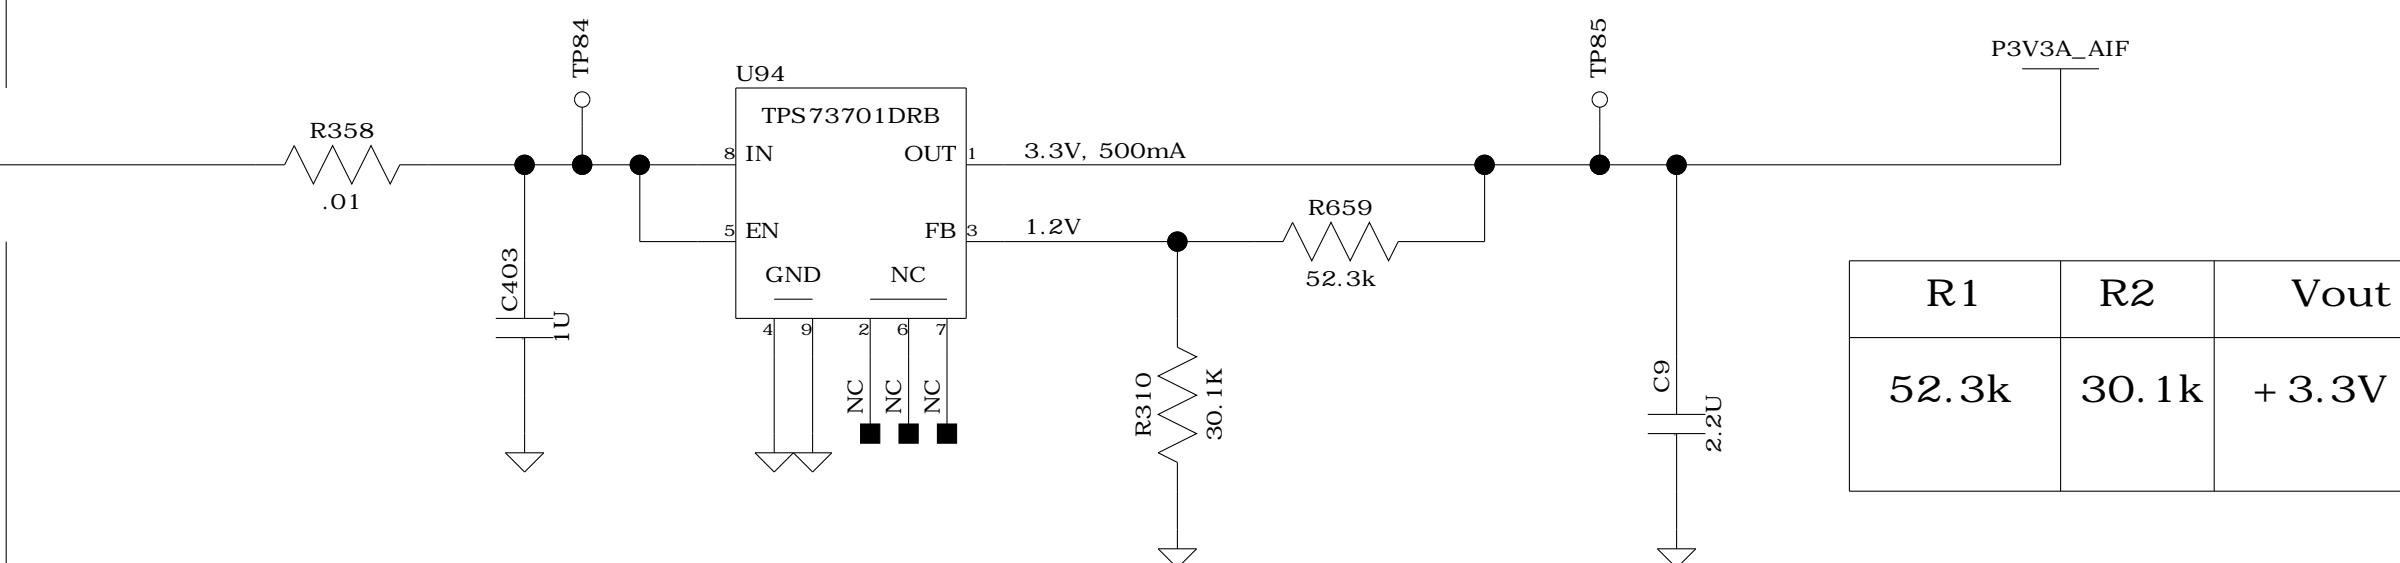 TP84
TP85
P3V3A_AIF
U94
TPS73701DRB
R358
.01
8
IN
OUT
1
3.3V, 500mA
5
EN
FB
3
1.2V
R659
52.3k
GND
NC
4
9
2
6
7
C403
1U
NC
NC
NC
R310
30.1K
C9
2.2U
R1
R2
Vout
52.3k
30.1k
+3.3V